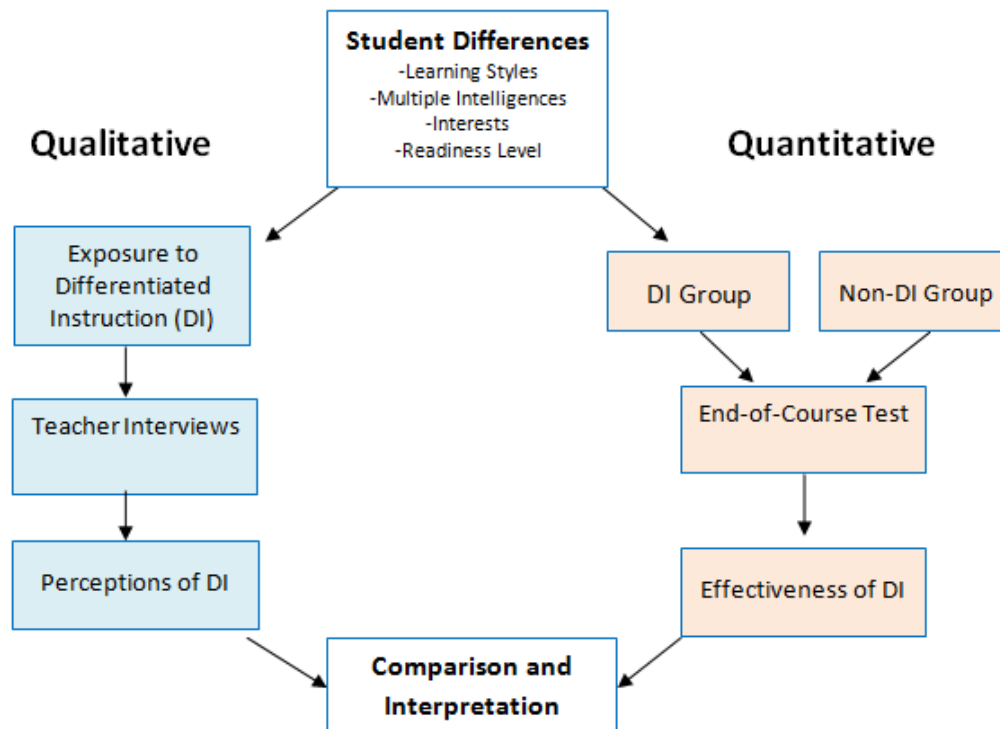 Student Differences
-Learning Styles
-Multiple Intelligences
-Interests
-Readiness Level
Qualitative
Quantitative
Exposure to
Differentiated
Instruction (DI)
Teacher Interviews
Perceptions of DI
DI Group
Non-DI Group
End-of-Course Test
Effectiveness of DI
Comparison and
Interpretation